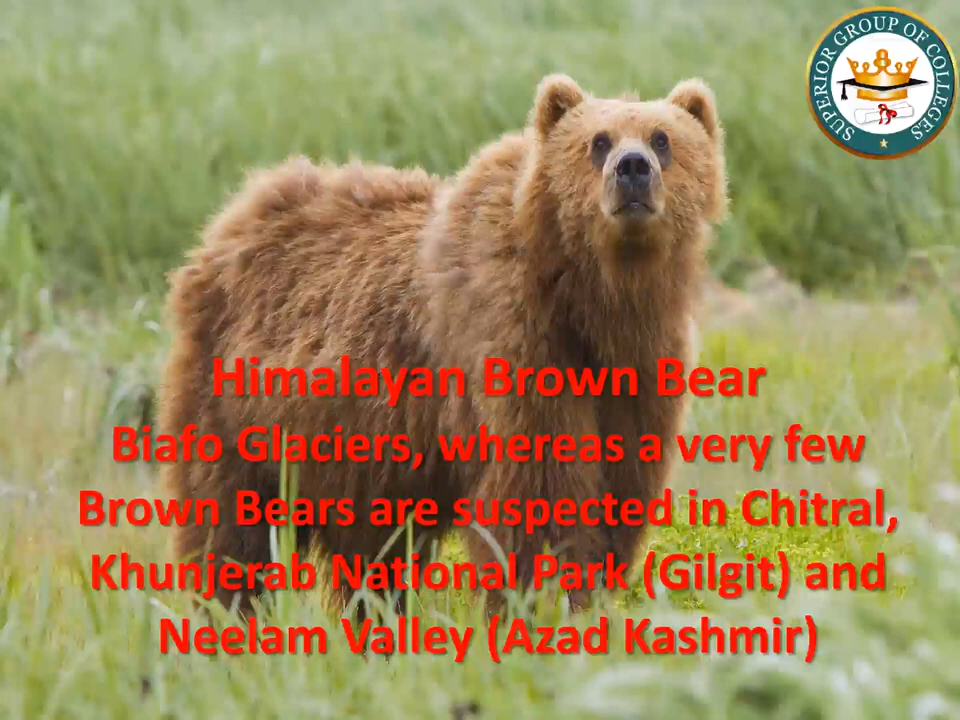 SUPERIOR GROUP OF COLLEGES
Himalayan Brown Bear
Biafo Glaciers, whereas a very few
Brown Bears are suspected in Chitral,
Khunjerab National Park (Gilgit) and
Neelam Valley (Azad Kashmir)